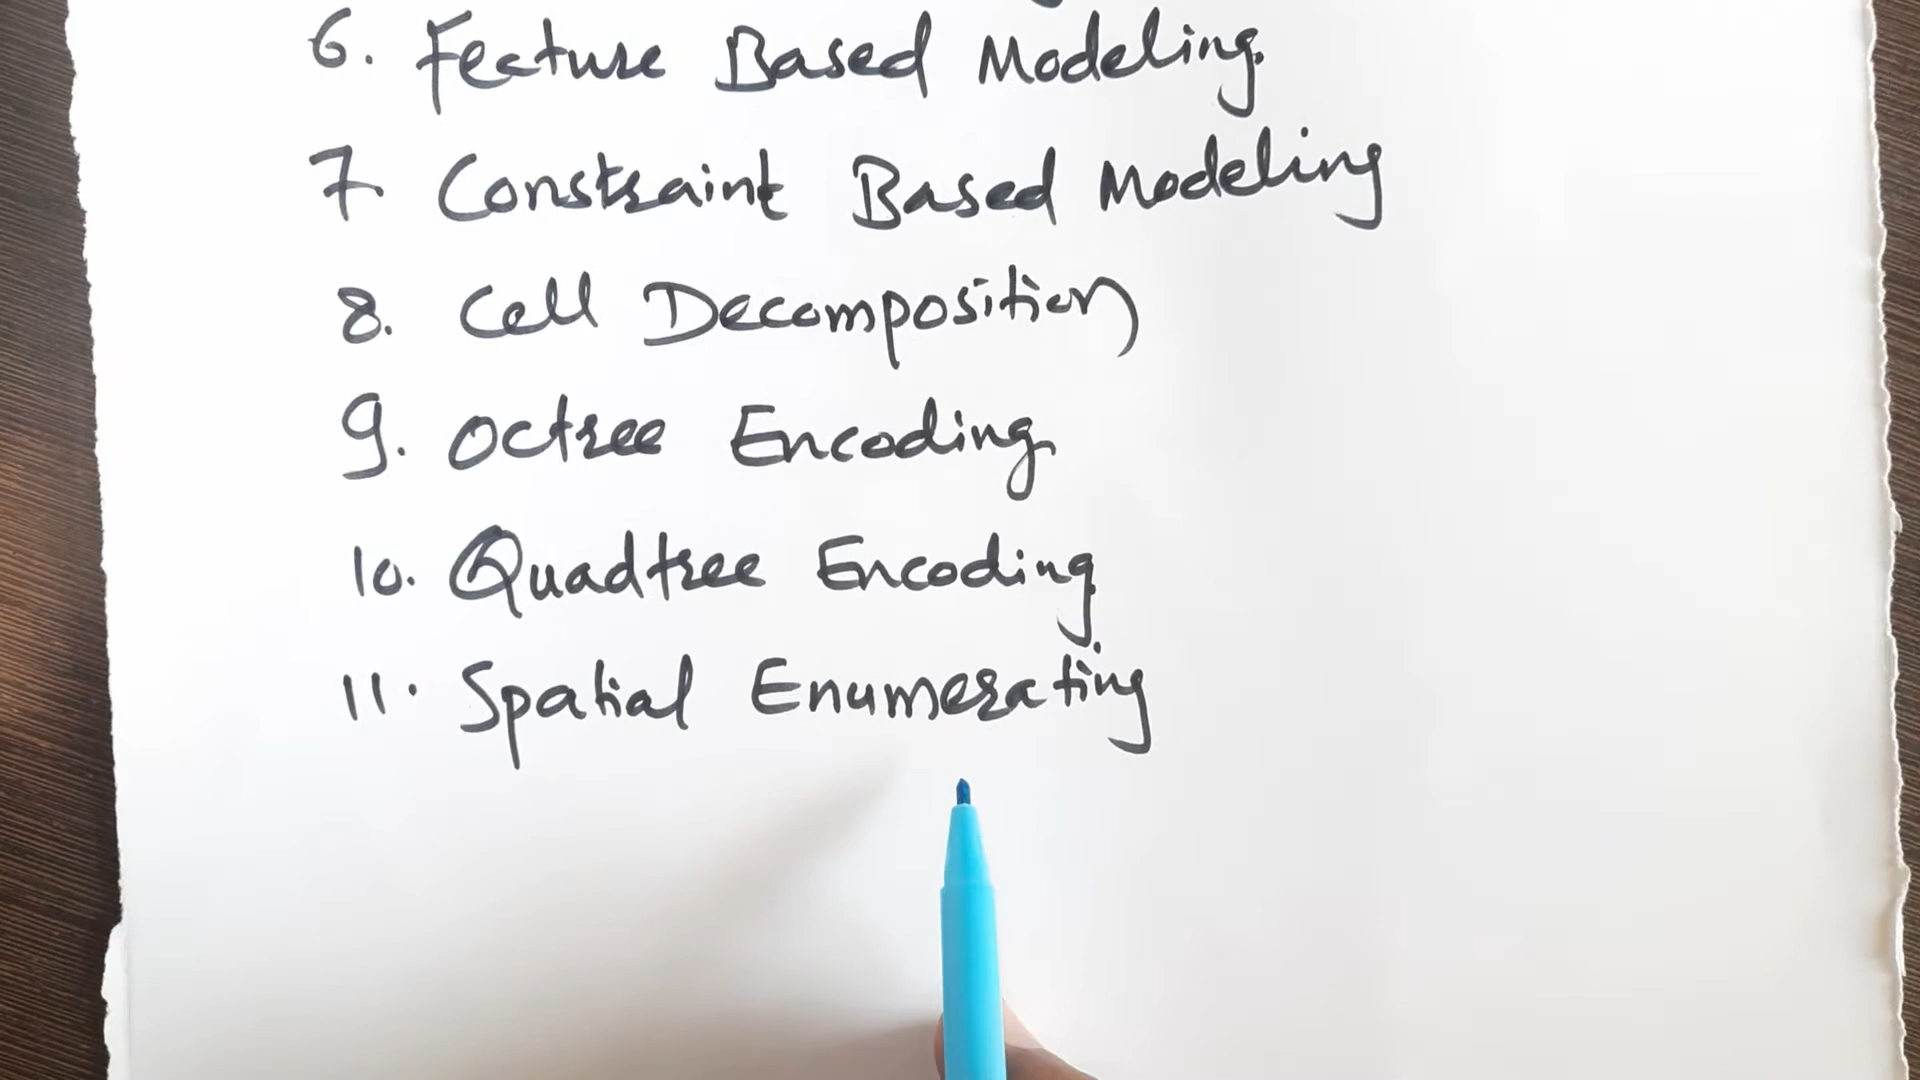 6. Feature Based Modeling.
7. Constraint Based Modeling
8. Cell Decomposition
9. Octree Encoding
10. Quadtree Encoding
11. Spatial Enumerating